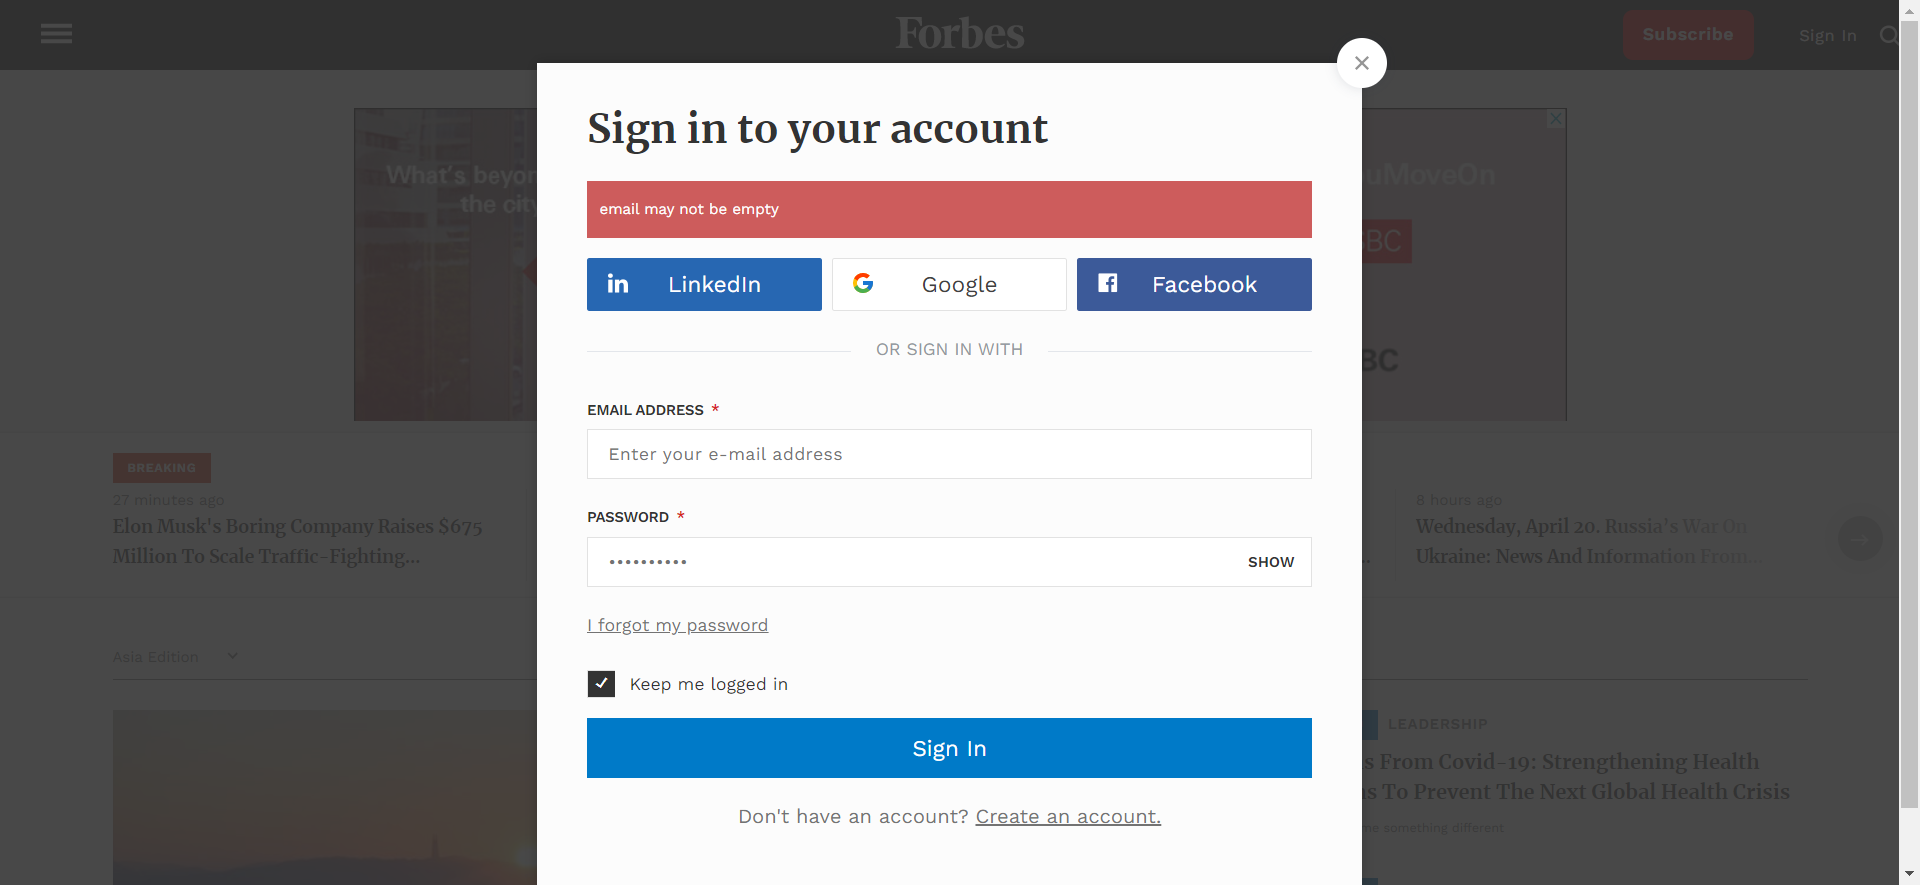 Forbes
Subscribe
Sign In
What's beyon
the city
uMoveOn
BC
BC
Sign in to your account
email may not be empty
LinkedIn
Google
Facebook
OR SIGN IN WITH
EMAIL ADDRESS *
Enter your e-mail address
PASSWORD *
••••••••••
SHOW
I forgot my password
Keep me logged in
Sign In
Don't have an account? Create an account.
BREAKING
27 minutes ago
Elon Musk's Boring Company Raises $675
Million To Scale Traffic-Fighting...
8 hours ago
Wednesday, April 20. Russia's War On
Ukraine: News And Information From...
Asia Edition
LEADERSHIP
s From Covid-19: Strengthening Health
s To Prevent The Next Global Health Crisis
me something different